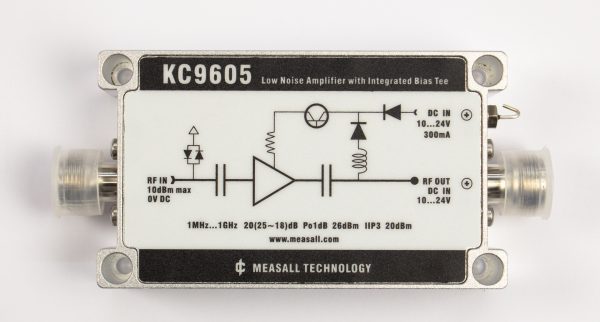 KC9605 Low Noise Amplifier with Integrated Bias Tee
DC IN
10...24V
300mA
RF IN
10dBm max
0V DC
RF OUT
DC IN
10...24V
1MHz...1GHz 20(25~18)dB Po1dB 26dBm IIP3 20dBm
www.measall.com
MEASALL TECHNOLOGY